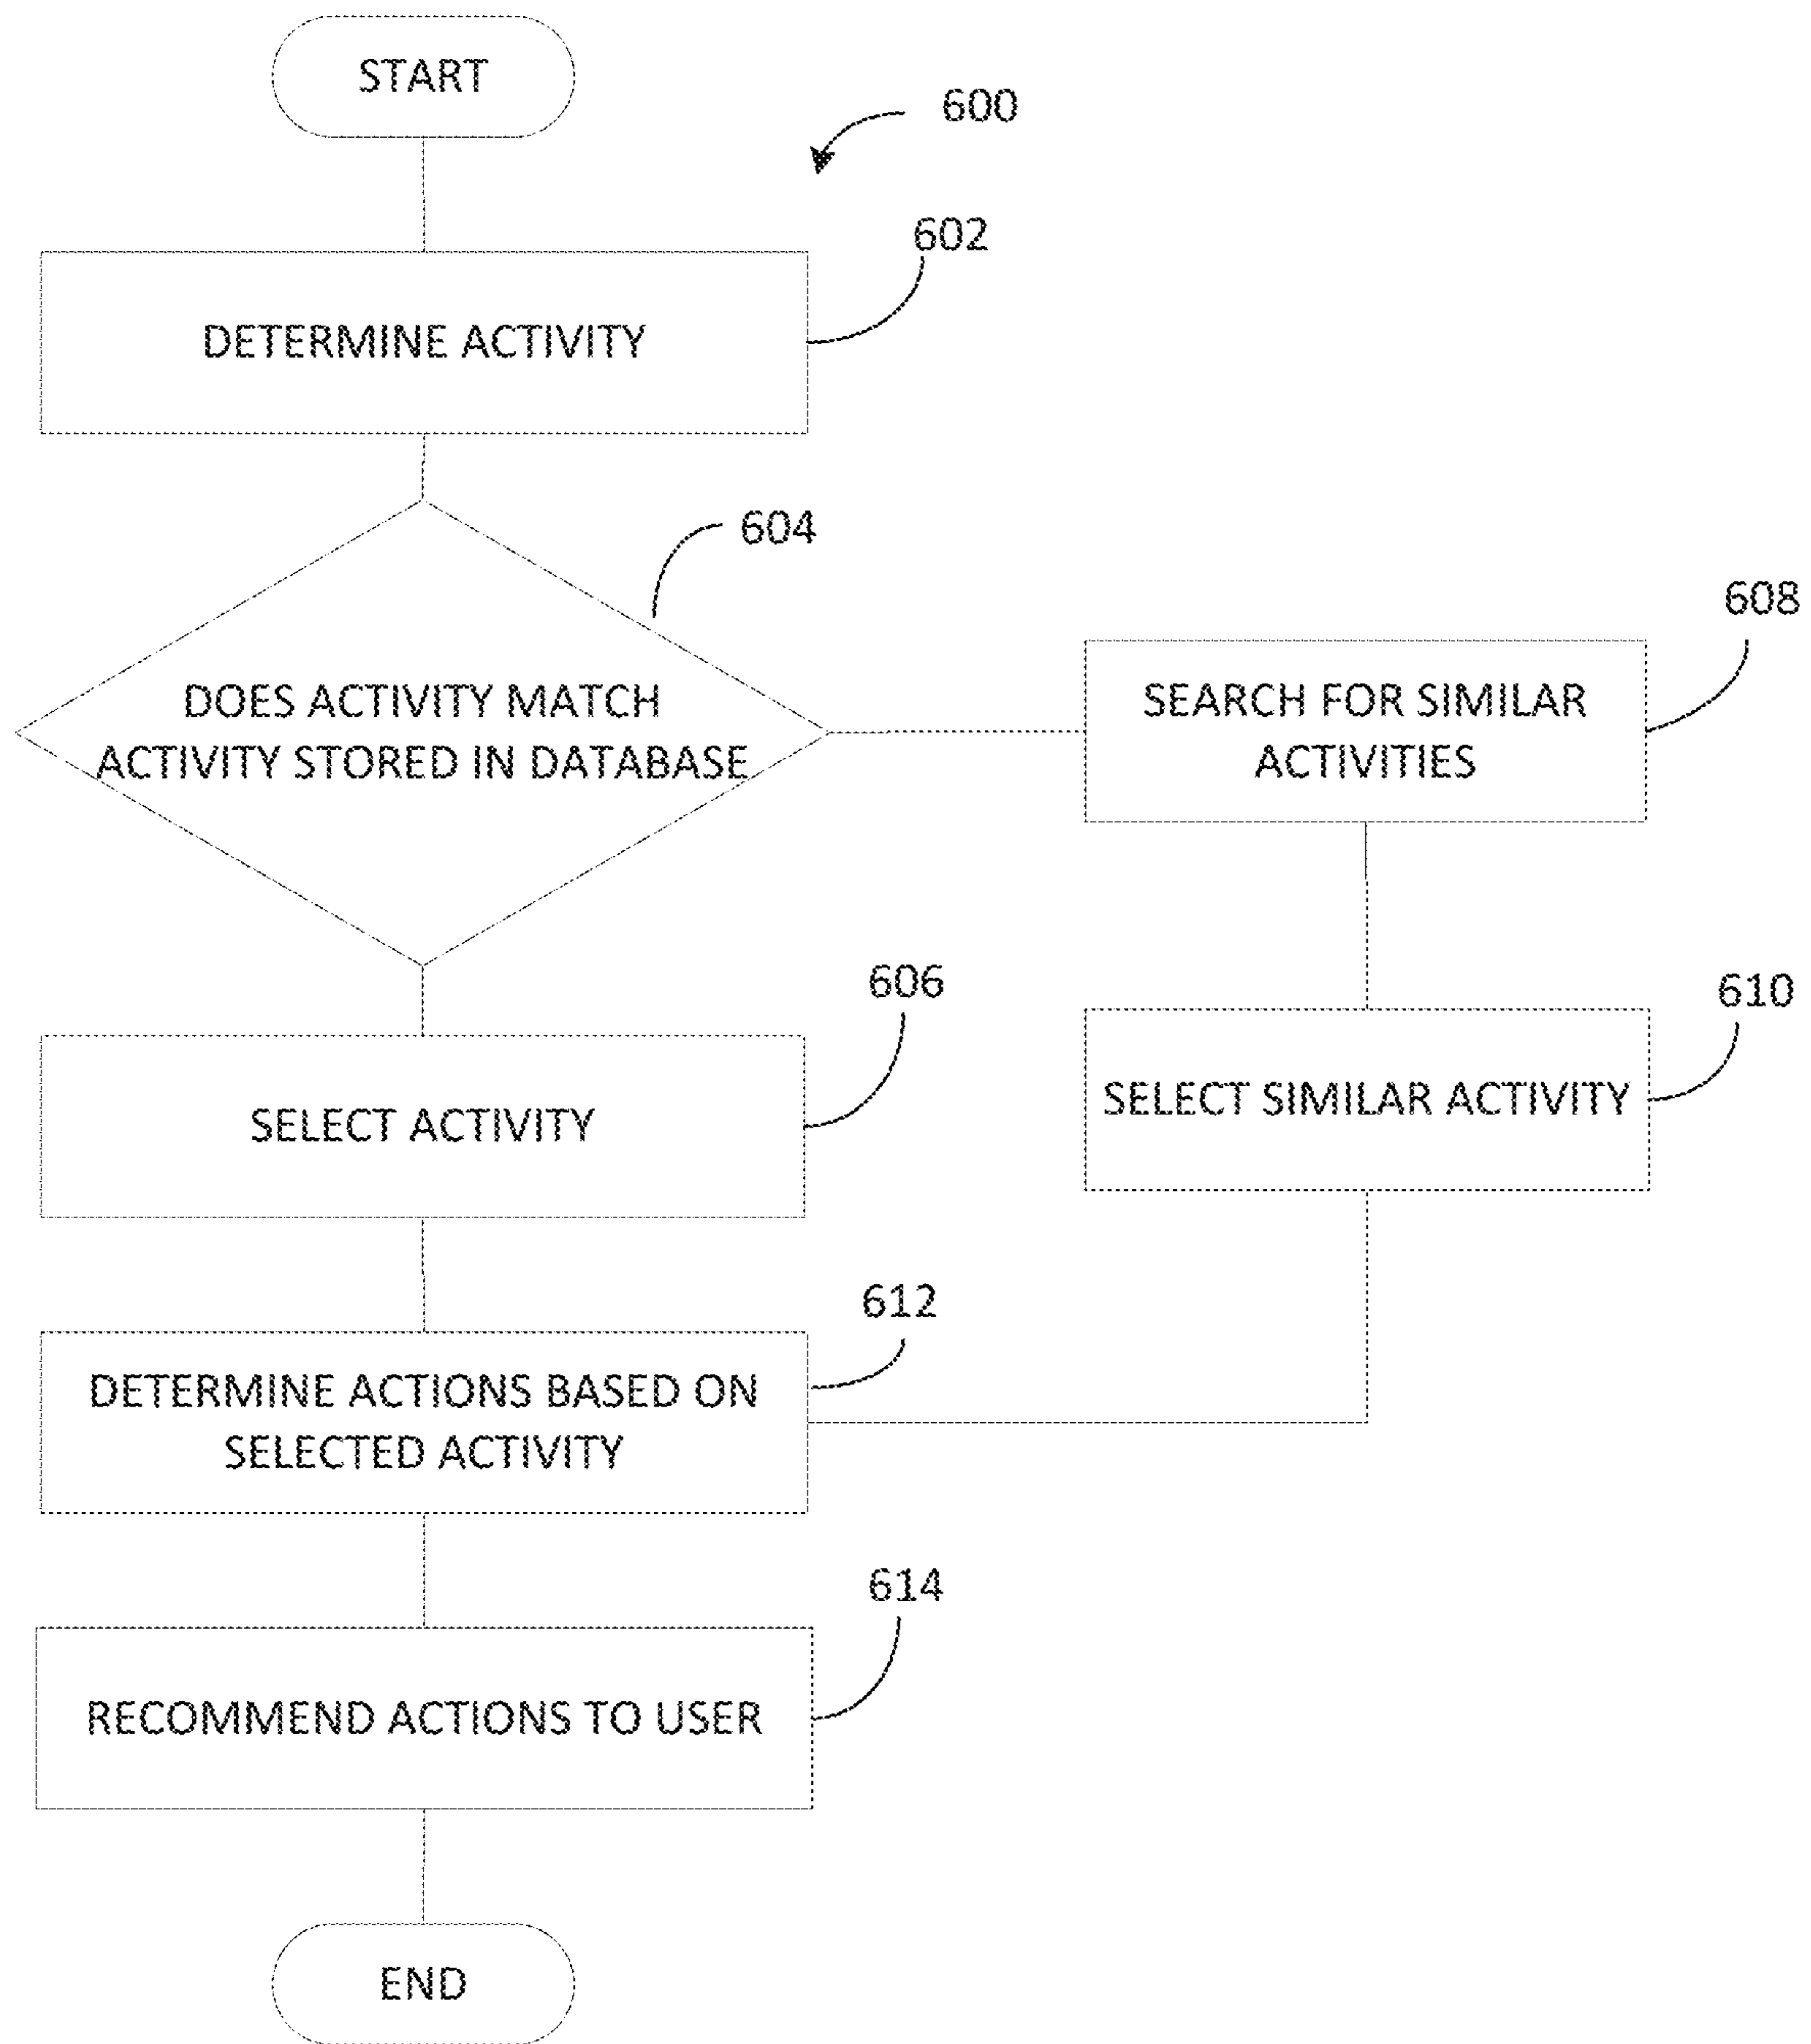 START
600
602
DETERMINE ACTIVITY
604
DOES ACTIVITY MATCH
ACTIVITY STORED IN DATABASE
608
SEARCH FOR SIMILAR
ACTIVITIES
606
SELECT ACTIVITY
610
SELECT SIMILAR ACTIVITY
612
DETERMINE ACTIONS BASED ON
SELECTED ACTIVITY
614
RECOMMEND ACTIONS TO USER
END